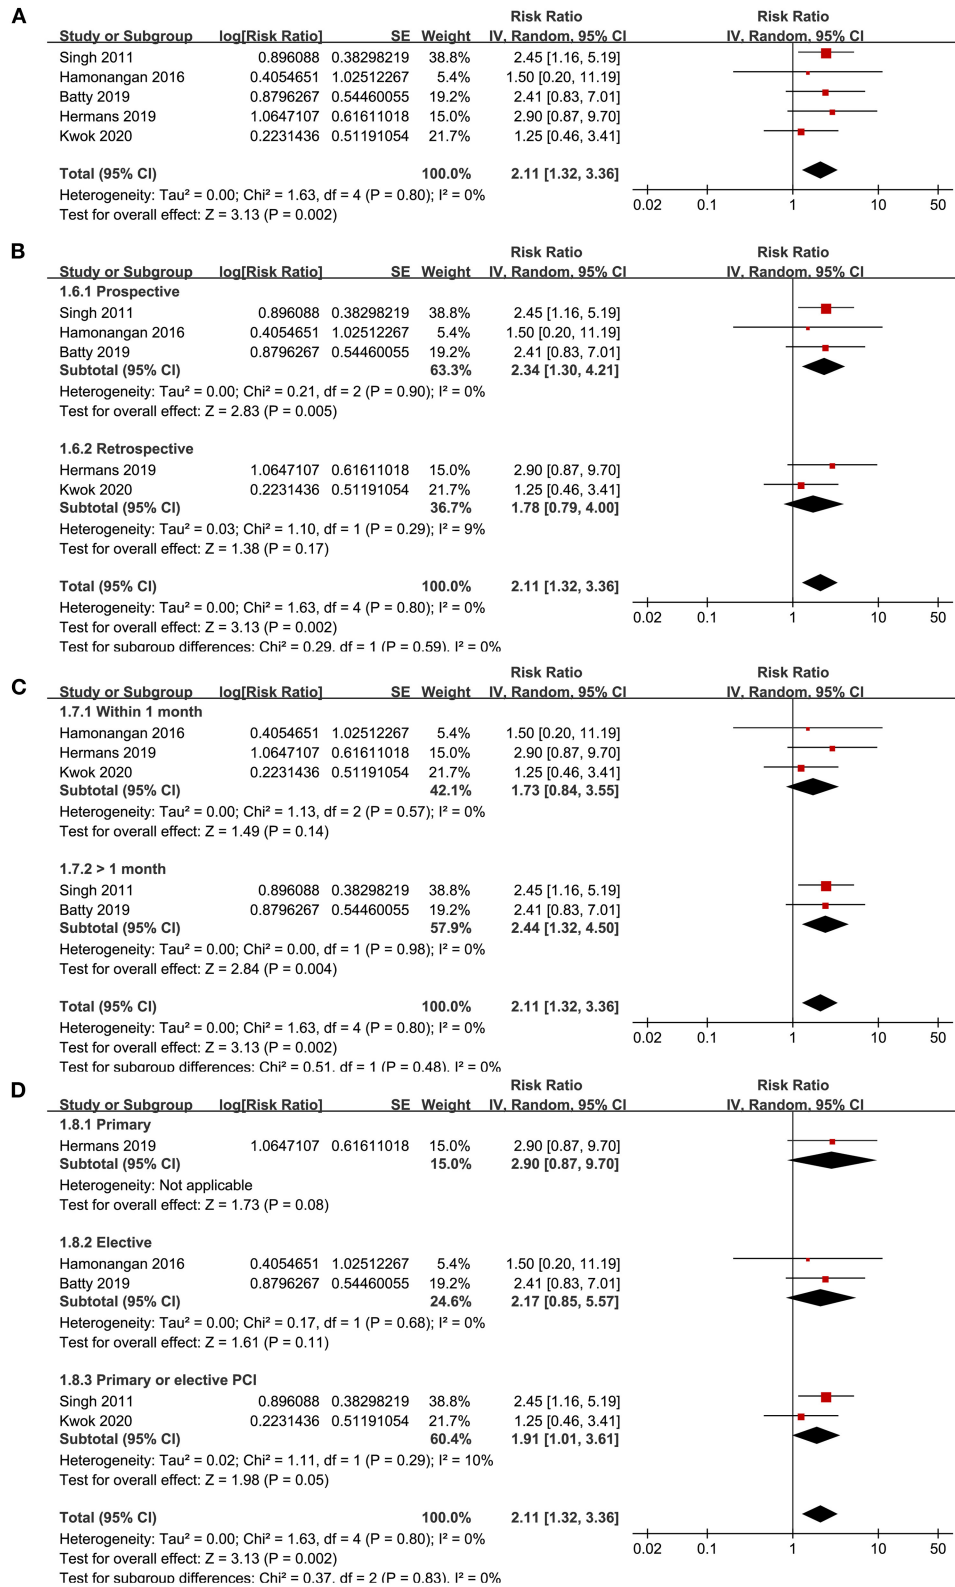 A
Risk Ratio Risk Ratio
Study or Subgroup log[Risk Ratio] SE Weight IV, Random, 95% CI IV, Random, 95% CI
Singh 2011 0.896088 0.38298219 38.8% 2.45 [1.16, 5.19]
Hamonangan 2016 0.4054651 1.02512267 5.4% 1.50 [0.20, 11.19]
Batty 2019 0.8796267 0.54460055 19.2% 2.41 [0.83, 7.01]
Hermans 2019 1.0647107 0.61611018 15.0% 2.90 [0.87, 9.70]
Kwok 2020 0.2231436 0.51191054 21.7% 1.25 [0.46, 3.41]
Total (95% CI) 100.0% 2.11 [1.32, 3.36]
Heterogeneity: Tau² = 0.00; Chi² = 1.63, df = 4 (P = 0.80); I² = 0%
Test for overall effect: Z = 3.13 (P = 0.002)
0.02 0.1 1 10 50
B
Risk Ratio Risk Ratio
Study or Subgroup log[Risk Ratio] SE Weight IV, Random, 95% CI IV, Random, 95% CI
1.6.1 Prospective
Singh 2011 0.896088 0.38298219 38.8% 2.45 [1.16, 5.19]
Hamonangan 2016 0.4054651 1.02512267 5.4% 1.50 [0.20, 11.19]
Batty 2019 0.8796267 0.54460055 19.2% 2.41 [0.83, 7.01]
Subtotal (95% CI) 63.3% 2.34 [1.30, 4.21]
Heterogeneity: Tau² = 0.00; Chi² = 0.21, df = 2 (P = 0.90); I² = 0%
Test for overall effect: Z = 2.83 (P = 0.005)
1.6.2 Retrospective
Hermans 2019 1.0647107 0.61611018 15.0% 2.90 [0.87, 9.70]
Kwok 2020 0.2231436 0.51191054 21.7% 1.25 [0.46, 3.41]
Subtotal (95% CI) 36.7% 1.78 [0.79, 4.00]
Heterogeneity: Tau² = 0.03; Chi² = 1.10, df = 1 (P = 0.29); I² = 9%
Test for overall effect: Z = 1.38 (P = 0.17)
Total (95% CI) 100.0% 2.11 [1.32, 3.36]
Heterogeneity: Tau² = 0.00; Chi² = 1.63, df = 4 (P = 0.80); I² = 0%
Test for overall effect: Z = 3.13 (P = 0.002)
Test for subgroup differences: Chi² = 0.29, df = 1 (P = 0.59), I² = 0%
0.02 0.1 1 10 50
C
Risk Ratio Risk Ratio
Study or Subgroup log[Risk Ratio] SE Weight IV, Random, 95% CI IV, Random, 95% CI
1.7.1 Within 1 month
Hamonangan 2016 0.4054651 1.02512267 5.4% 1.50 [0.20, 11.19]
Hermans 2019 1.0647107 0.61611018 15.0% 2.90 [0.87, 9.70]
Kwok 2020 0.2231436 0.51191054 21.7% 1.25 [0.46, 3.41]
Subtotal (95% CI) 42.1% 1.73 [0.84, 3.55]
Heterogeneity: Tau² = 0.00; Chi² = 1.13, df = 2 (P = 0.57); I² = 0%
Test for overall effect: Z = 1.49 (P = 0.14)
1.7.2 > 1 month
Singh 2011 0.896088 0.38298219 38.8% 2.45 [1.16, 5.19]
Batty 2019 0.8796267 0.54460055 19.2% 2.41 [0.83, 7.01]
Subtotal (95% CI) 57.9% 2.44 [1.32, 4.50]
Heterogeneity: Tau² = 0.00; Chi² = 0.00, df = 1 (P = 0.98); I² = 0%
Test for overall effect: Z = 2.84 (P = 0.004)
Total (95% CI) 100.0% 2.11 [1.32, 3.36]
Heterogeneity: Tau² = 0.00; Chi² = 1.63, df = 4 (P = 0.80); I² = 0%
Test for overall effect: Z = 3.13 (P = 0.002)
Test for subgroup differences: Chi² = 0.51, df = 1 (P = 0.48), I² = 0%
0.02 0.1 1 10 50
D
Risk Ratio Risk Ratio
Study or Subgroup log[Risk Ratio] SE Weight IV, Random, 95% CI IV, Random, 95% CI
1.8.1 Primary
Hermans 2019 1.0647107 0.61611018 15.0% 2.90 [0.87, 9.70]
Subtotal (95% CI) 15.0% 2.90 [0.87, 9.70]
Heterogeneity: Not applicable
Test for overall effect: Z = 1.73 (P = 0.08)
1.8.2 Elective
Hamonangan 2016 0.4054651 1.02512267 5.4% 1.50 [0.20, 11.19]
Batty 2019 0.8796267 0.54460055 19.2% 2.41 [0.83, 7.01]
Subtotal (95% CI) 24.6% 2.17 [0.85, 5.57]
Heterogeneity: Tau² = 0.00; Chi² = 0.17, df = 1 (P = 0.68); I² = 0%
Test for overall effect: Z = 1.61 (P = 0.11)
1.8.3 Primary or elective PCI
Singh 2011 0.896088 0.38298219 38.8% 2.45 [1.16, 5.19]
Kwok 2020 0.2231436 0.51191054 21.7% 1.25 [0.46, 3.41]
Subtotal (95% CI) 60.4% 1.91 [1.01, 3.61]
Heterogeneity: Tau² = 0.02; Chi² = 1.11, df = 1 (P = 0.29); I² = 10%
Test for overall effect: Z = 1.98 (P = 0.05)
Total (95% CI) 100.0% 2.11 [1.32, 3.36]
Heterogeneity: Tau² = 0.00; Chi² = 1.63, df = 4 (P = 0.80); I² = 0%
Test for overall effect: Z = 3.13 (P = 0.002)
Test for subgroup differences: Chi² = 0.37, df = 2 (P = 0.83), I² = 0%
0.02 0.1 1 10 50